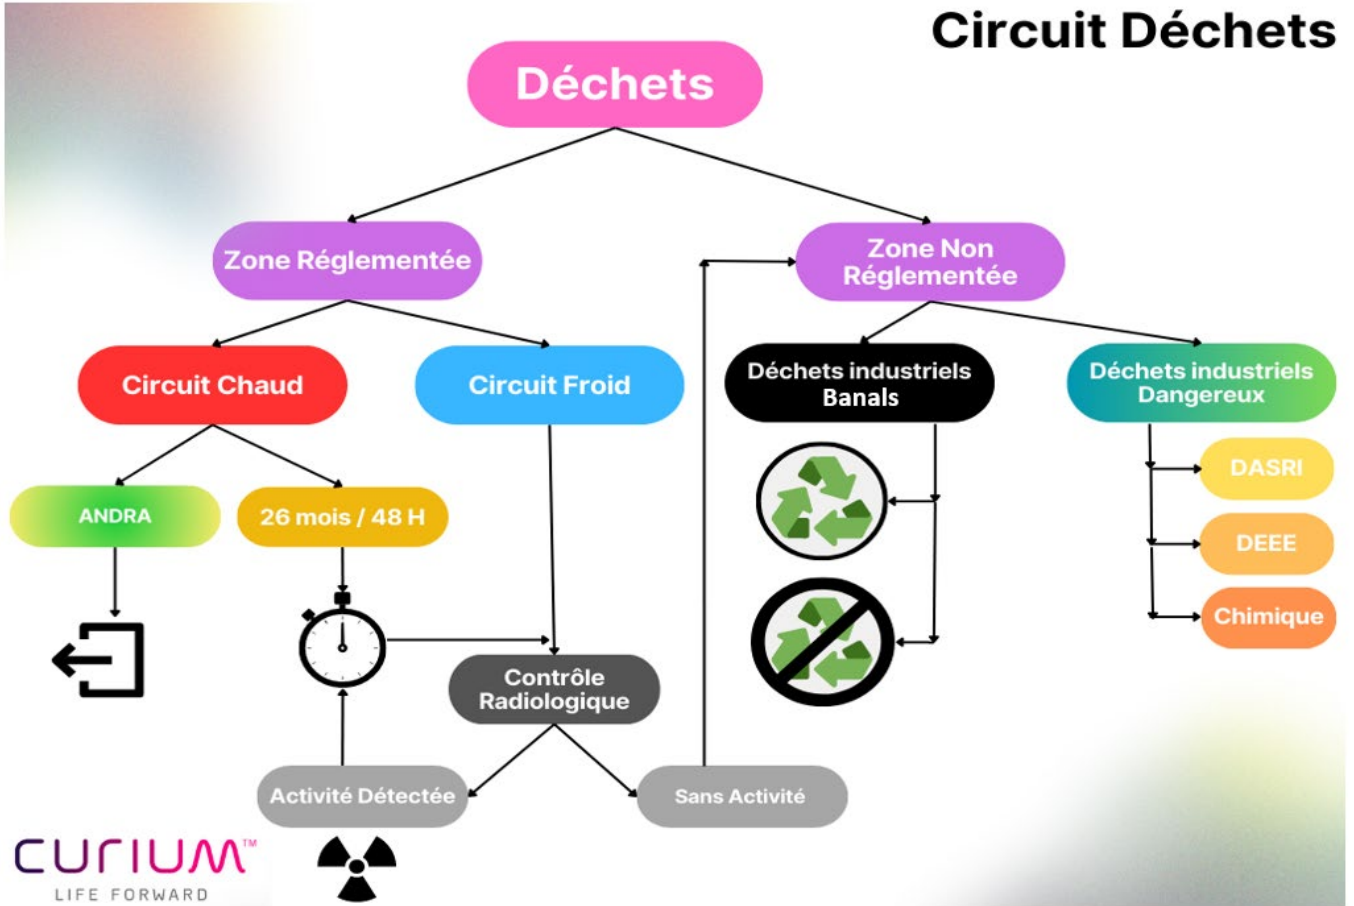 Circuit Déchets
Déchets
Zone Réglementée
Zone Non
Réglementée
Circuit Chaud
Circuit Froid
Déchets industriels
Banals
Déchets industriels
Dangereux
ANDRA
26 mois / 48 H
DASRI
DEEE
Chimique
Contrôle
Radiologique
Activité Détectée
Sans Activité
CURIUM™
LIFE FORWARD